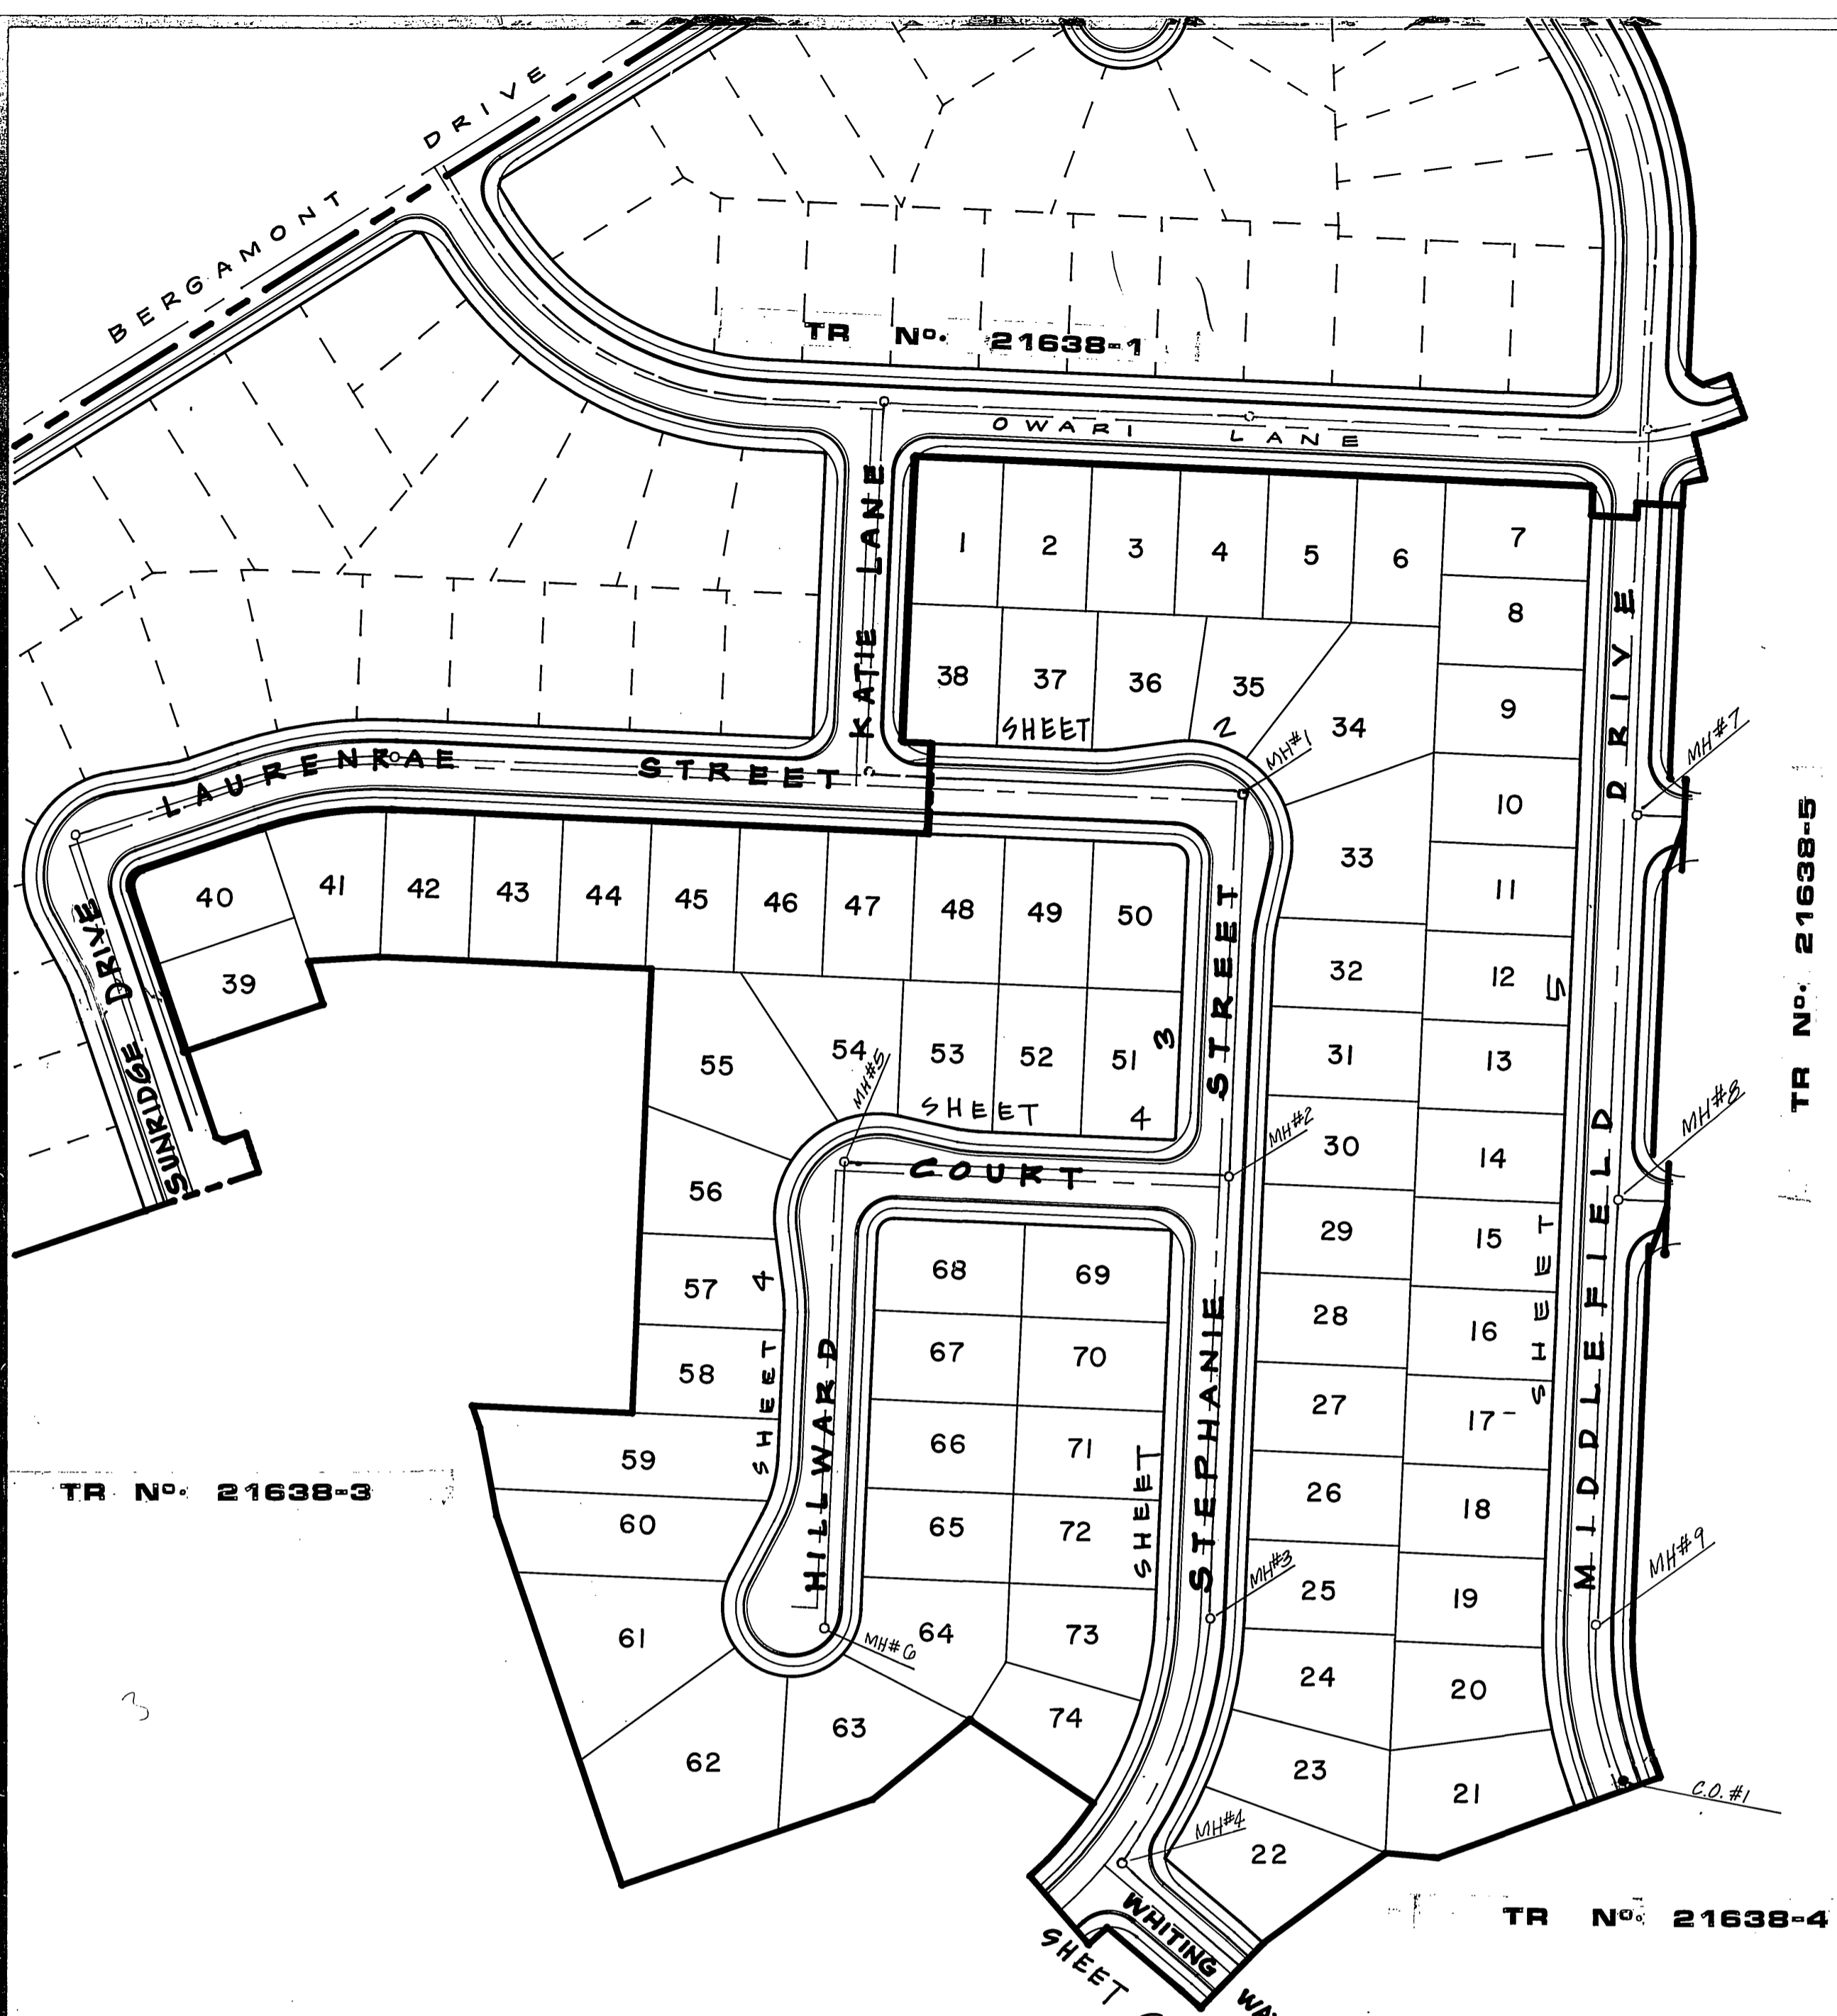 BERGAMONT DRIVE
TR No. 21638-1
OWARI LANE
KATIE LANE
1 2 3 4 5 6 7
8
38 37 36 35 34 9
SHEET 2
MH#1
MH#7
LAURENRAE STREET
10
33
11
40 41 42 43 44 45 46 47 48 49 50
39
SUNRIDGE DRIVE
32 12
5
55 54 53 52 51 3
MH#5
31 13
SHEET 4
MH#2
MH#8
30 14
COURT
56
29 15
SHEET
57 4
68 69
28 16
58
SHEET
67 70
27 17
59
66 71
SHEET
26 18
60
65 72
MH#3
MH#9
25 19
61
HILLWARD
MH#6
64 73
24 20
STEPHANIE STREET
MIDDLEFIELD DRIVE
TR No. 21638-5
TR No. 21638-3
3
62 63 74
23 21
C.O. #1
MH#4
22
WHITING
SHEET
TR No. 21638-4